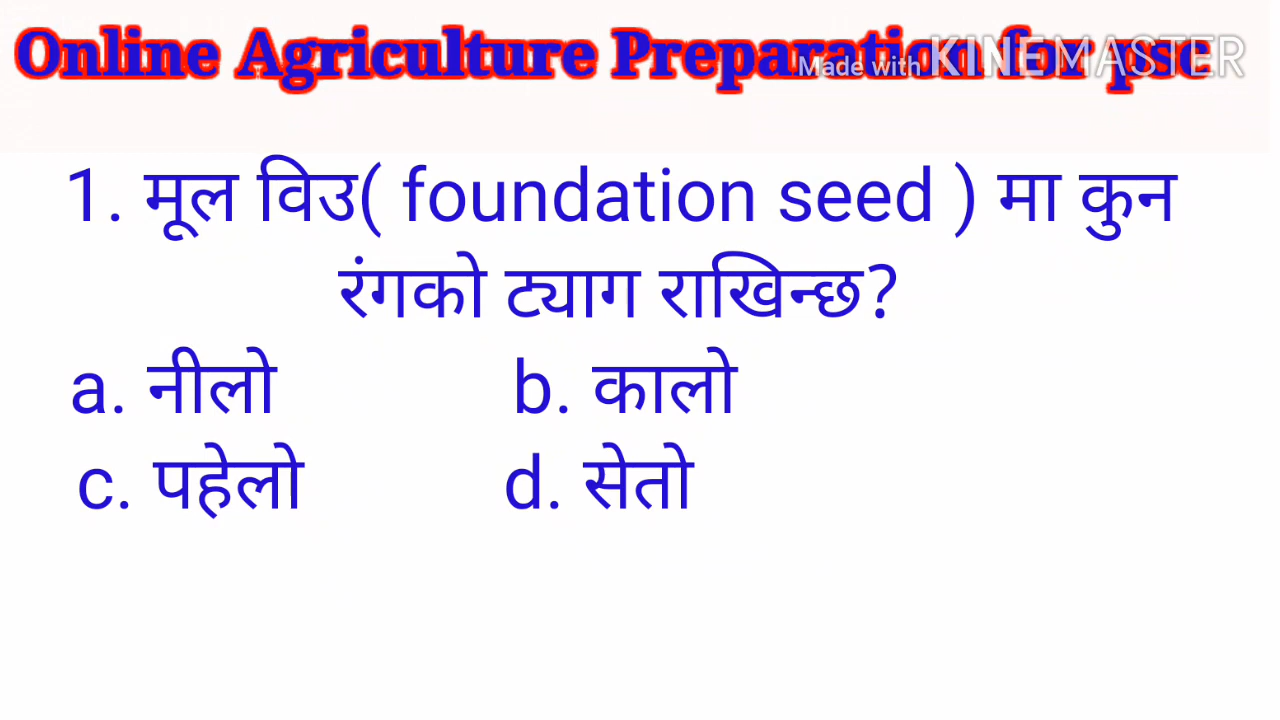 Online Agriculture Preparation for psc
Made with KINEMASTER
1. मूल विउ( foundation seed ) मा कुन
रंगको ट्याग राखिन्छ?
a. नीलो b. कालो
c. पहेलो d. सेतो